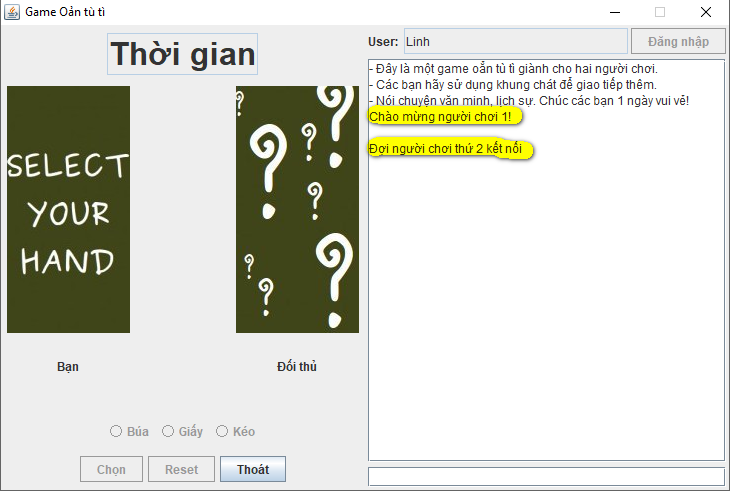 Game Oản tù tì
Thời gian
SELECT
YOUR
HAND
? ? ? ? ? ? ?
Bạn
Đối thủ
Búa
Giấy
Kéo
Chọn
Reset
Thoát
User:
Linh
Đăng nhập
- Đây là một game oẳn tù tì giành cho hai người chơi.
- Các bạn hãy sử dụng khung chát để giao tiếp thêm.
- Nói chuyện văn minh, lịch sự. Chúc các bạn 1 ngày vui vẻ!
Chào mừng người chơi 1!
Đợi người chơi thứ 2 kết nối